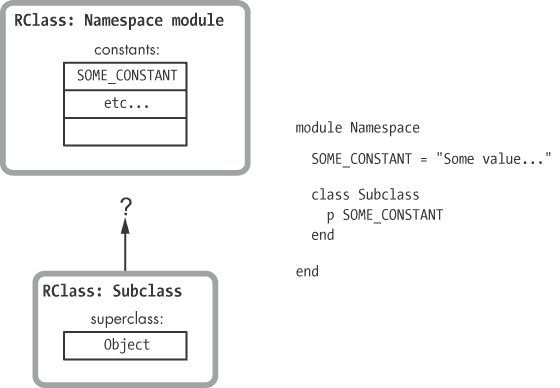 RClass: Namespace module
constants:
SOME_CONSTANT
etc...
?
RClass: Subclass
superclass:
Object
module Namespace
SOME_CONSTANT = "Some value..."
class Subclass
p SOME_CONSTANT
end
end